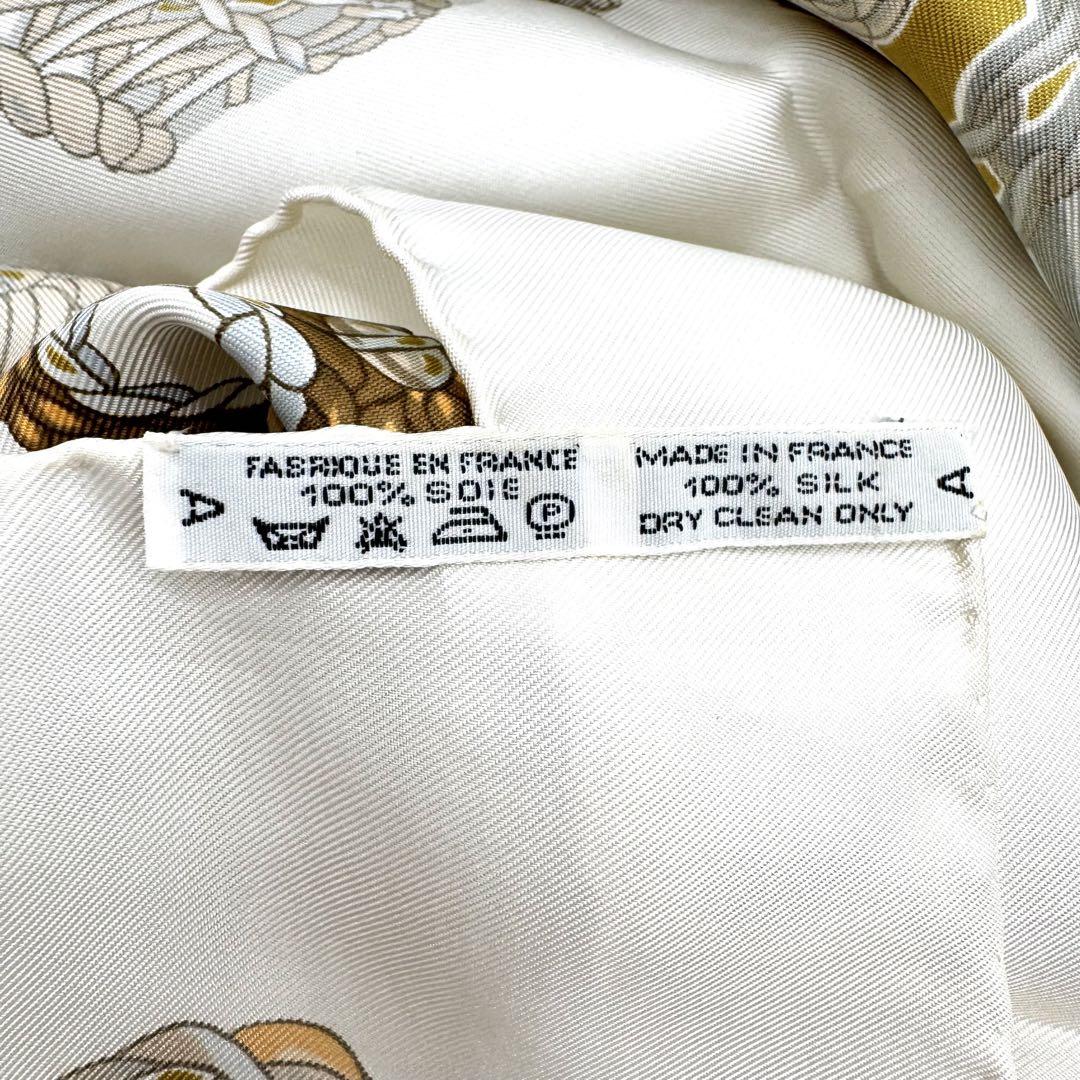 FABRIQUE EN FRANCE
100% SOIE
P
A
MADE IN FRANCE
100% SILK
DRY CLEAN ONLY
A